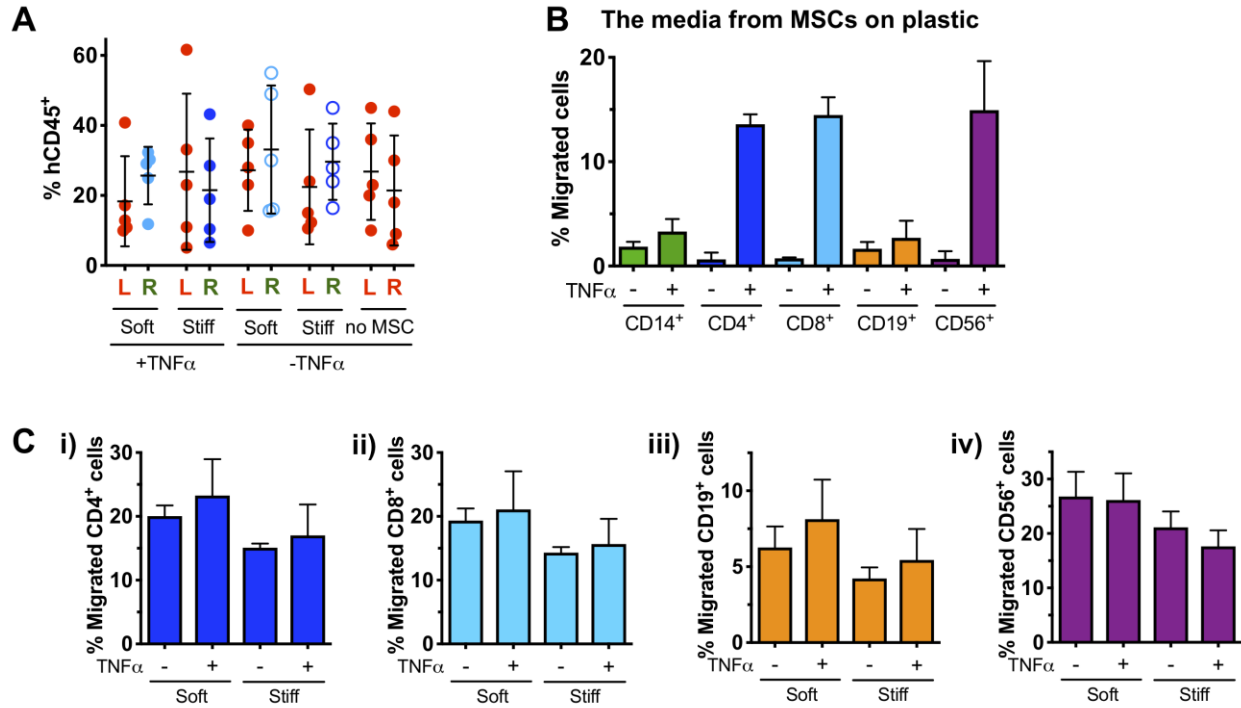 A
% hCD45+
60
40
20
0
L R L R L R L R L R
Soft Stiff Soft Stiff no MSC
+TNFα -TNFα
B The media from MSCs on plastic
% Migrated cells
20
10
0
TNFα - + - + - + - + - +
CD14+ CD4+ CD8+ CD19+ CD56+
C i)
% Migrated CD4+ cells
30
20
10
0
TNFα - + - +
Soft Stiff
ii)
% Migrated CD8+ cells
30
20
10
0
TNFα - + - +
Soft Stiff
iii)
% Migrated CD19+ cells
10
5
0
TNFα - + - +
Soft Stiff
iv)
% Migrated CD56+ cells
30
20
10
0
TNFα - + - +
Soft Stiff